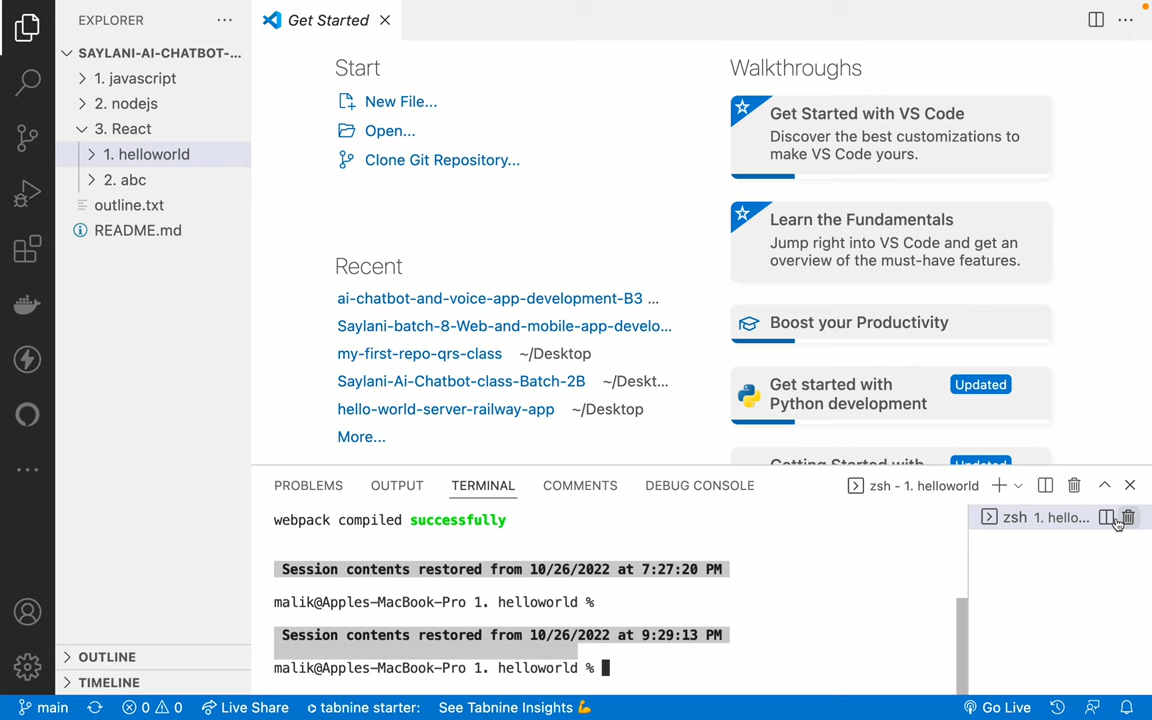 EXPLORER
SAYLANI-AI-CHATBOT-...
1. javascript
2. nodejs
3. React
1. helloworld
2. abc
outline.txt
README.md
OUTLINE
TIMELINE
Get Started
Start
New File...
Open...
Clone Git Repository...
Recent
ai-chatbot-and-voice-app-development-B3 ...
Saylani-batch-8-Web-and-mobile-app-develo...
my-first-repo-qrs-class ~/Desktop
Saylani-Ai-Chatbot-class-Batch-2B ~/Deskt...
hello-world-server-railway-app ~/Desktop
More...
Walkthroughs
Get Started with VS Code
Discover the best customizations to
make VS Code yours.
Learn the Fundamentals
Jump right into VS Code and get an
overview of the must-have features.
Boost your Productivity
Get started with
Python development
Updated
PROBLEMS OUTPUT TERMINAL COMMENTS DEBUG CONSOLE
zsh - 1. helloworld
webpack compiled successfully
Session contents restored from 10/26/2022 at 7:27:20 PM
malik@Apples-MacBook-Pro 1. helloworld %
Session contents restored from 10/26/2022 at 9:29:13 PM
malik@Apples-MacBook-Pro 1. helloworld %
zsh 1. hello...
main 0 0 Live Share tabnine starter: See Tabnine Insights 💪 Go Live